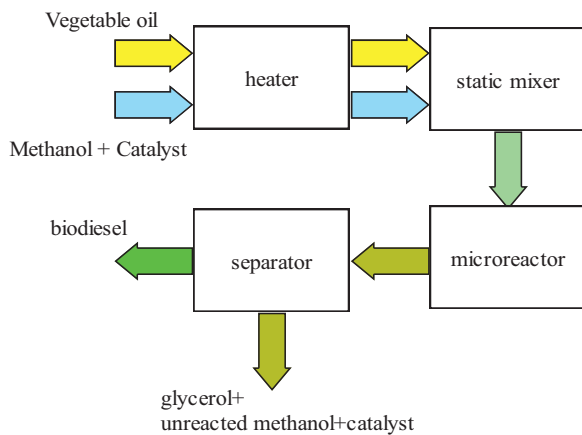 Vegetable oil
heater
static mixer
Methanol + Catalyst
biodiesel
separator
microreactor
glycerol+
unreacted methanol+catalyst